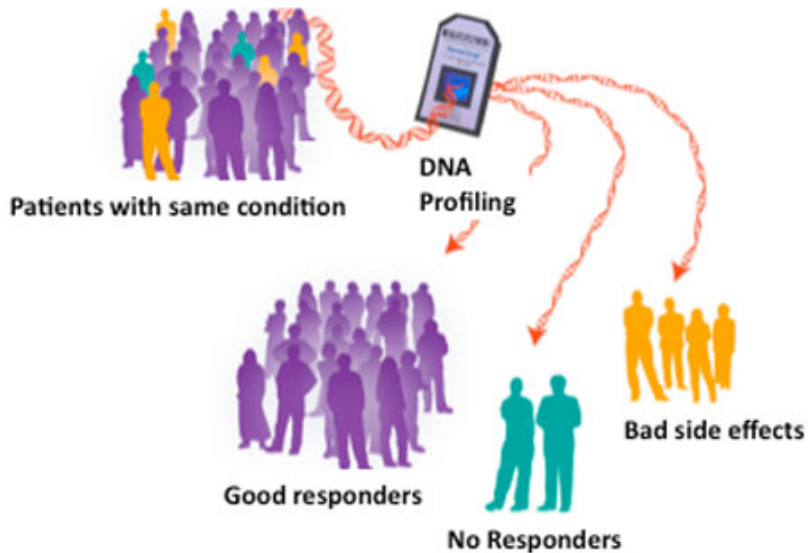 Patients with same condition
DNA
Profiling
Good responders
No Responders
Bad side effects